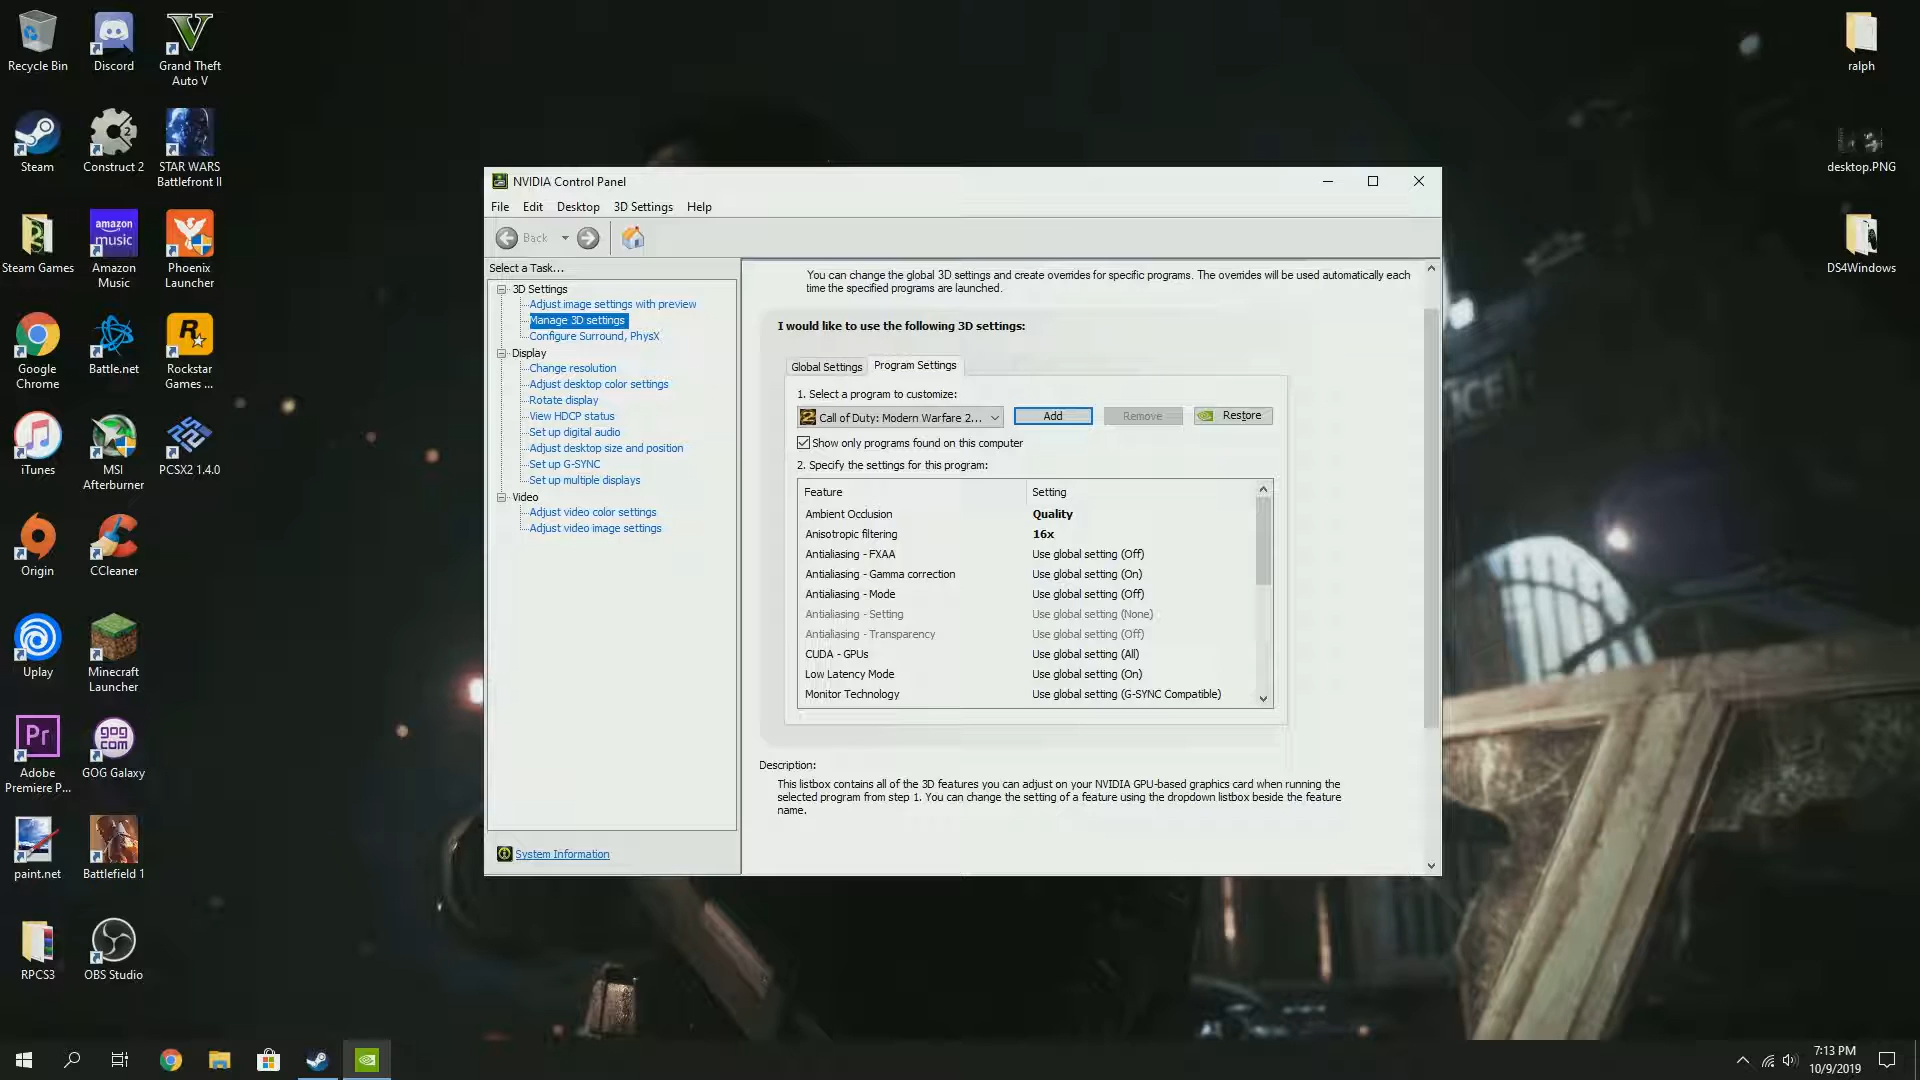 Recycle Bin
Discord
Grand Theft
Auto V
Steam
Construct 2
STAR WARS
Battlefront II
Steam Games
amazon
music
Amazon
Music
Phoenix
Launcher
Google
Chrome
Battle.net
Rockstar
Games ...
iTunes
MSI
Afterburner
PCSX2 1.4.0
Origin
CCleaner
Uplay
Minecraft
Launcher
Pr
Adobe
Premiere P...
GOG
COM
GOG Galaxy
paint.net
Battlefield 1
RPCS3
OBS Studio
ralph
desktop.PNG
DS4Windows
NVIDIA Control Panel
File Edit Desktop 3D Settings Help
Back
Select a Task...
3D Settings
Adjust image settings with preview
Manage 3D settings
Configure Surround, PhysX
Display
Change resolution
Adjust desktop color settings
Rotate display
View HDCP status
Set up digital audio
Adjust desktop size and position
Set up G-SYNC
Set up multiple displays
Video
Adjust video color settings
Adjust video image settings
System Information
You can change the global 3D settings and create overrides for specific programs. The overrides will be used automatically each
time the specified programs are launched.
I would like to use the following 3D settings:
Global Settings Program Settings
1. Select a program to customize:
Call of Duty: Modern Warfare 2... Add Remove Restore
Show only programs found on this computer
2. Specify the settings for this program:
Feature Setting
Ambient Occlusion Quality
Anisotropic filtering 16x
Antialiasing - FXAA Use global setting (Off)
Antialiasing - Gamma correction Use global setting (On)
Antialiasing - Mode Use global setting (Off)
Antialiasing - Setting Use global setting (None)
Antialiasing - Transparency Use global setting (Off)
CUDA - GPUs Use global setting (All)
Low Latency Mode Use global setting (On)
Monitor Technology Use global setting (G-SYNC Compatible)
Description:
This listbox contains all of the 3D features you can adjust on your NVIDIA GPU-based graphics card when running the
selected program from step 1. You can change the setting of a feature using the dropdown listbox beside the feature
name.
7:13 PM
10/9/2019